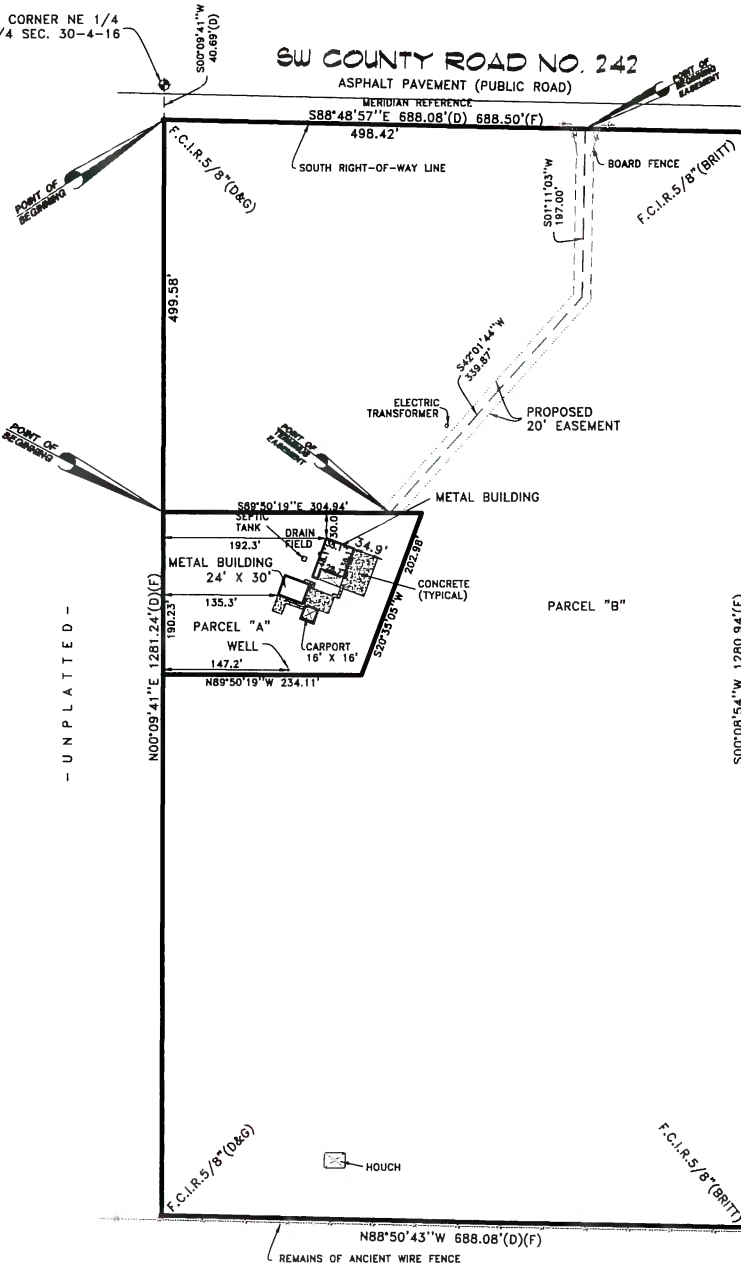 CORNER NE 1/4
/4 SEC. 30-4-16
S00°09'41"W
40.69'(D)
SW COUNTY ROAD NO. 242
ASPHALT PAVEMENT (PUBLIC ROAD)
MERIDIAN REFERENCE
S88°48'57"E 688.08'(D) 688.50'(F)
498.42'
SOUTH RIGHT-OF-WAY LINE
POINT OF
BEGINNING
EASEMENT
BOARD FENCE
F.C.I.R.5/8"(D&G)
F.C.I.R.5/8"(BRITT)
POINT OF
BEGINNING
S01°11'03"W
197.00'
499.58'
S42°01'44"W
339.87'
ELECTRIC
TRANSFORMER
PROPOSED
20' EASEMENT
POINT OF
BEGINNING
POINT OF
TERMINUS
EASEMENT
METAL BUILDING
S89°50'19"E 304.94'
SEPTIC
TANK
30.0'
DRAIN
FIELD
192.3'
34.9'
METAL BUILDING
24' X 30'
CONCRETE
(TYPICAL)
202.98'
S20°35'05"W
135.3'
190.23'
PARCEL "A"
PARCEL "B"
CARPORT
16' X 16'
WELL
147.2'
N89°50'19"W 234.11'
-UNPLATTED-
N00°09'41"E 1281.24'(D)(F)
S00°08'54"W 1280.94'(F)
F.C.I.R.5/8"(D&G)
F.C.I.R.5/8"(BRITT)
HOUCH
N88°50'43"W 688.08'(D)(F)
REMAINS OF ANCIENT WIRE FENCE